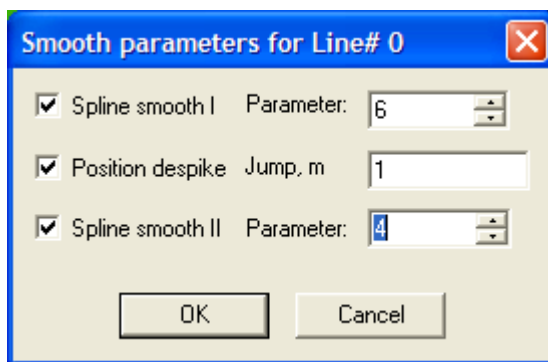 Smooth parameters for Line# 0
Spline smooth I Parameter: 6
Position despike Jump, m 1
Spline smooth II Parameter: 4
OK Cancel